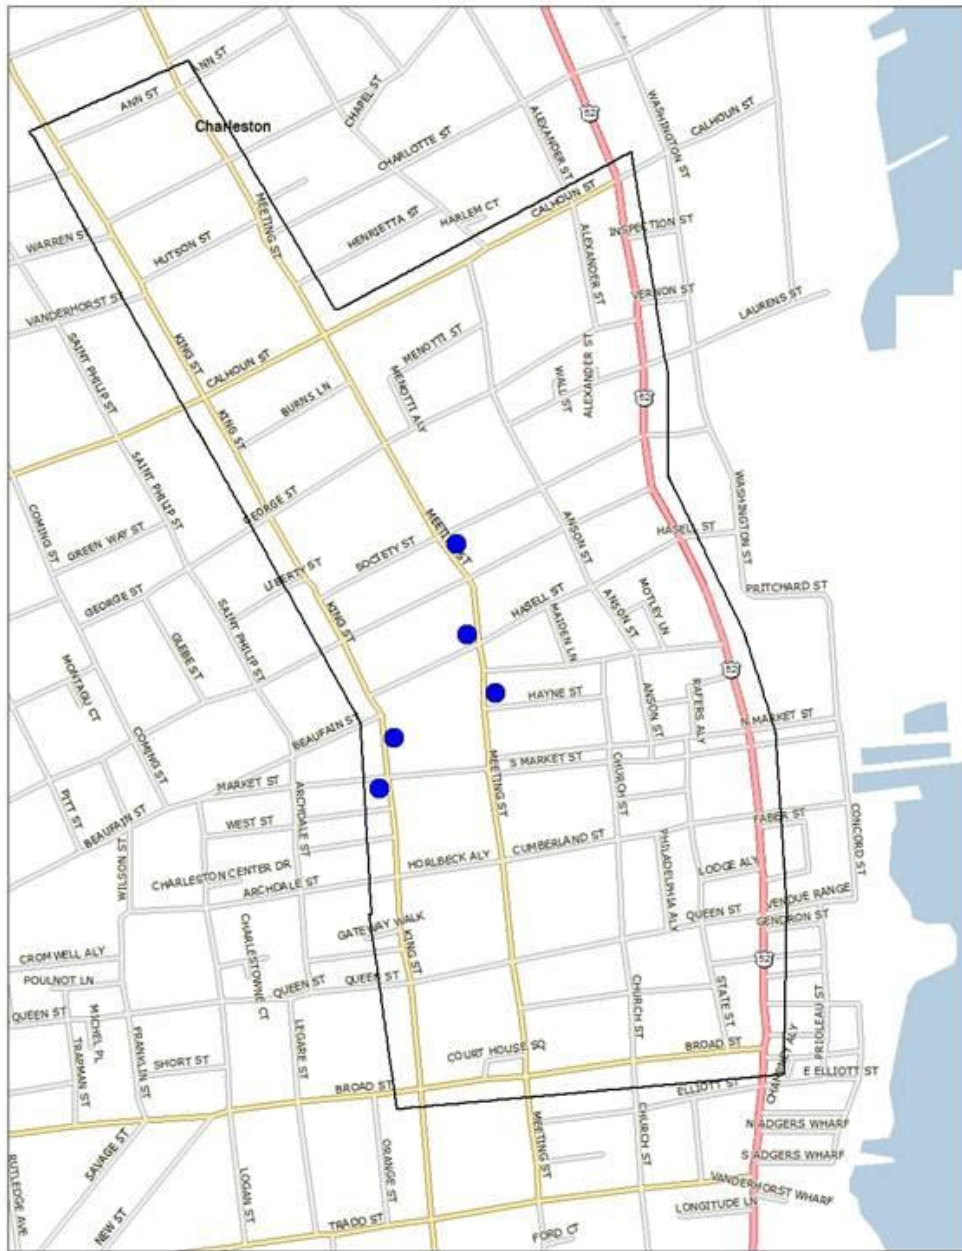 ANN ST
ANN ST
Charleston
CHAPEL ST
CHARLOTTE ST
ALEXANDER ST
52
WASHINGTON ST
CALHOUN ST
WARREN ST
HUTSON ST
MEETING ST
HENRIETTA ST
HARLEM CT
CALHOUN ST
INSPECTION ST
ALEXANDER ST
VERNON ST
LAURENS ST
VANDERHORST ST
KING ST
SAINT PHILIP ST
CALHOUN ST
MENOTTI ST
BURNS LN
MENOTTI ALY
WALL ST
ALEXANDER ST
52
KING ST
SAINT PHILIP ST
GEORGE ST
WASHINGTON ST
COMING ST
GREEN WAY ST
MEETING ST
ANSON ST
HASELL ST
SOCIETY ST
LIBERTY ST
GEORGE ST
PRITCHARD ST
SAINT PHILIP ST
KING ST
HASELL ST
MAIDEN LN
ANSON ST
MOTLEY LN
GLEBE ST
MONTAGU CT
52
HAYNE ST
ANSON ST
RAFERS ALY
N MARKET ST
COMING ST
BEAUFAIN ST
S MARKET ST
MARKET ST
MEETING ST
CHURCH ST
PITT ST
BEAUFAIN ST
ARCHDALE ST
WEST ST
FABER ST
CONCORD ST
CUMBERLAND ST
HORLBECK ALY
WILSON ST
CHARLESTON CENTER DR
ARCHDALE ST
PHILADELPHIA ALY
LODGE ALY
VENDUE RANGE
QUEEN ST
GENDRON ST
GATEWAY WALK
CHARLESTOWNE CT
KING ST
CROMWELL ALY
POULNOT LN
QUEEN ST
QUEEN ST
52
QUEEN ST
MICHEL PL
TRAPMAN ST
FRANKLIN ST
SHORT ST
LEGARE ST
CHURCH ST
STATE ST
PRIOLEAU ST
COURT HOUSE SQ
BROAD ST
BROAD ST
ELLIOTT ST
E ELLIOTT ST
SAVAGE ST
MEETING ST
CHURCH ST
N ADGERS WHARF
S ADGERS WHARF
RUTLEDGE AVE
NEW ST
LOGAN ST
ORANGE ST
VANDERHORST WHARF
LONGITUDE LN
TRADD ST
FORD CT